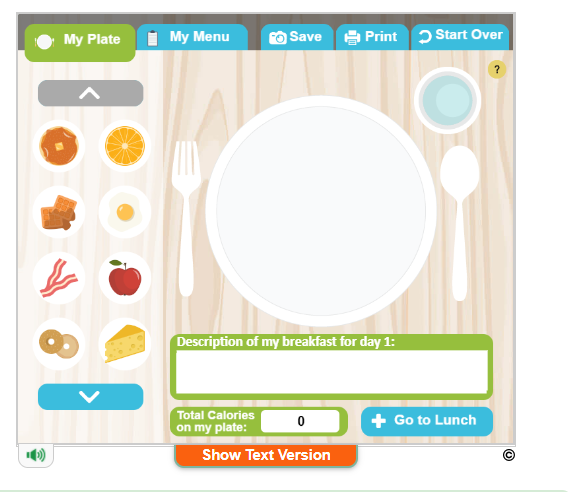 My Plate
My Menu
Save
Print
Start Over
?
Description of my breakfast for day 1:
Total Calories
on my plate:
0
Go to Lunch
Show Text Version
©